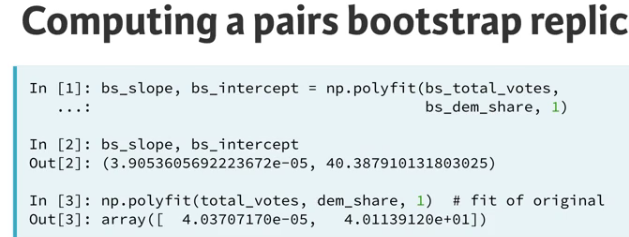 Computing a pairs bootstrap replic
In [1]: bs_slope, bs_intercept = np.polyfit(bs_total_votes,
...: bs_dem_share, 1)
In [2]: bs_slope, bs_intercept
Out[2]: (3.9053605692223672e-05, 40.387910131803025)
In [3]: np.polyfit(total_votes, dem_share, 1) # fit of original
Out[3]: array([ 4.03707170e-05, 4.01139120e+01])